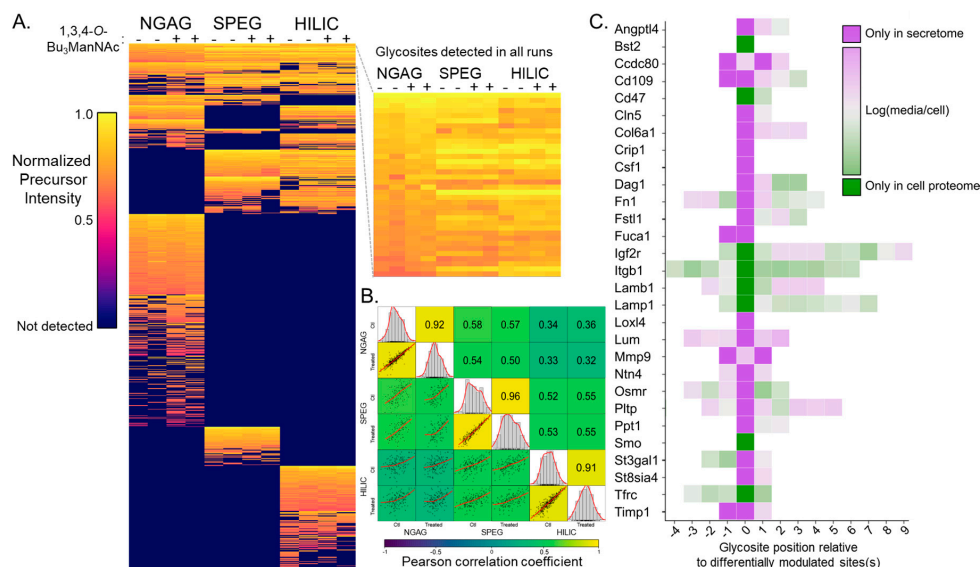 A.
1,3,4-O-
Bu₃ManNAc
NGAG SPEG HILIC
- - + + - - + + - - + +
1.0
Normalized
Precursor
Intensity
0.5
Not detected
Glycosites detected in all runs
NGAG SPEG HILIC
- - + + - - + + - - + +
B.
NGAG
Ctl
0.92 0.58 0.57 0.34 0.36
Treated
0.54 0.50 0.33 0.32
SPEG
Ctl
0.96 0.52 0.55
Treated
0.53 0.55
HILIC
Ctl
0.91
Treated
Ctl Treated Ctl Treated Ctl Treated
NGAG SPEG HILIC
-1 -0.5 0 0.5 1
Pearson correlation coefficient
C.
Angptl4
Bst2
Ccdc80
Cd109
Cd47
Cln5
Col6a1
Crip1
Csf1
Dag1
Fn1
Fstl1
Fuca1
Igf2r
Itgb1
Lamb1
Lamp1
Loxl4
Lum
Mmp9
Ntn4
Osmr
Pltp
Ppt1
Smo
St3gal1
St8sia4
Tfrc
Timp1
-4 -3 -2 -1 0 1 2 3 4 5 6 7 8 9
Glycosite position relative
to differentially modulated sites(s)
Only in secretome
Log(media/cell)
Only in cell proteome